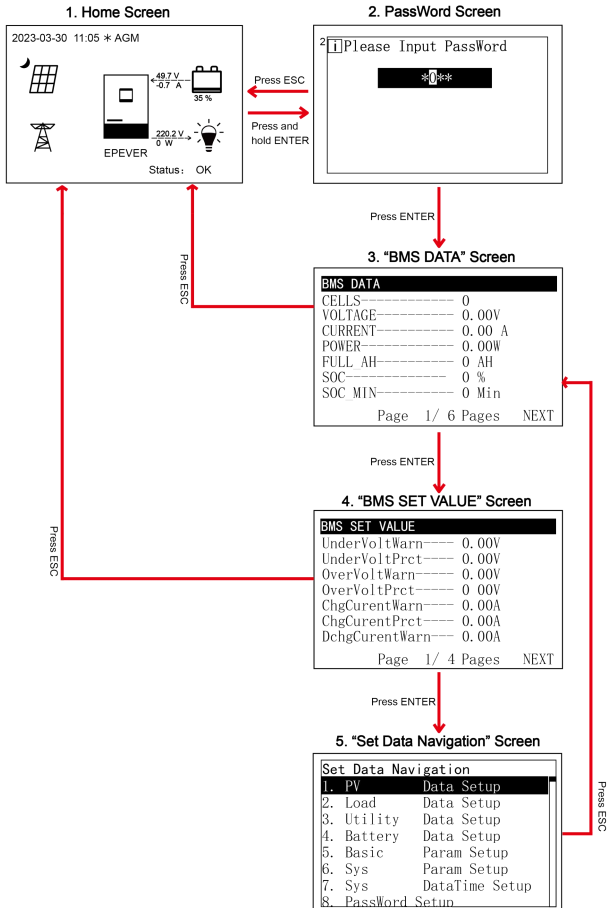 1. Home Screen
2023-03-30 11:05 ＊ AGM
49.7 V
-0.7 A
35 %
220.2 V
0 W
EPEVER
Status： OK
Press ESC
Press and
hold ENTER
2. PassWord Screen
2 i Please Input PassWord
*0**
Press ENTER
3. “BMS DATA” Screen
BMS DATA
CELLS------------ 0
VOLTAGE---------- 0.00V
CURRENT---------- 0.00 A
POWER------------ 0.00W
FULL_AH---------- 0 AH
SOC-------------- 0 %
SOC_MIN---------- 0 Min
Page 1/ 6 Pages NEXT
Press ESC
Press ENTER
4. “BMS SET VALUE” Screen
BMS SET VALUE
UnderVoltWarn---- 0.00V
UnderVoltPrct---- 0.00V
OverVoltWarn----- 0.00V
OverVoltPrct----- 0.00V
ChgCurentWarn---- 0.00A
ChgCurentPrct---- 0.00A
DchgCurentWarn--- 0.00A
Page 1/ 4 Pages NEXT
Press ESC
Press ENTER
5. “Set Data Navigation” Screen
Set Data Navigation
1. PV Data Setup
2. Load Data Setup
3. Utility Data Setup
4. Battery Data Setup
5. Basic Param Setup
6. Sys Param Setup
7. Sys DataTime Setup
8. PassWord Setup
Press ESC